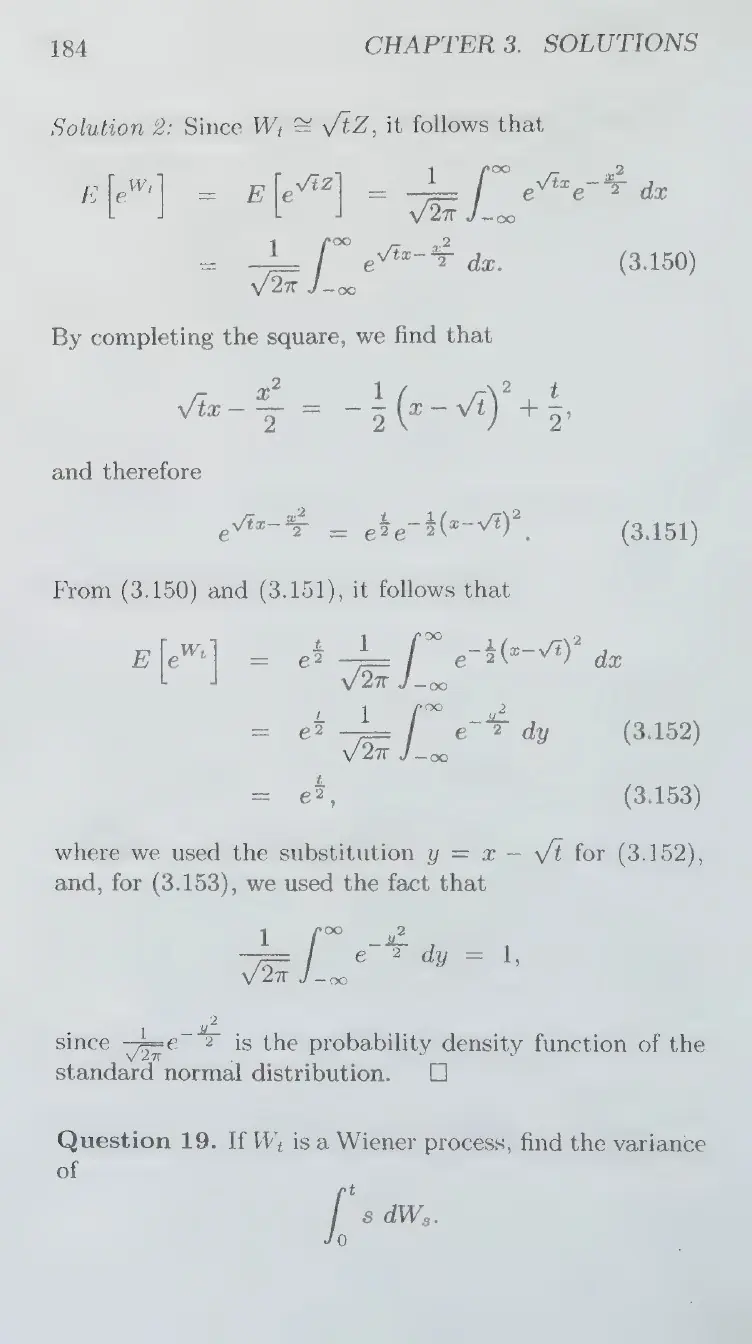 184 CHAPTER 3. SOLUTIONS
Solution 2: Since W_t ≅ √tZ, it follows that
E[e^{W_t}] = E[e^{√tZ}] = 1/√(2π) ∫_{-∞}^{∞} e^{√tx} e^{-x²/2} dx
= 1/√(2π) ∫_{-∞}^{∞} e^{√tx - x²/2} dx. (3.150)
By completing the square, we find that
√tx - x²/2 = -1/2 (x - √t)² + t/2,
and therefore
e^{√tx - x²/2} = e^{t/2} e^{-1/2(x-√t)²}. (3.151)
From (3.150) and (3.151), it follows that
E[e^{W_t}] = e^{t/2} 1/√(2π) ∫_{-∞}^{∞} e^{-1/2(x-√t)²} dx
= e^{t/2} 1/√(2π) ∫_{-∞}^{∞} e^{-y²/2} dy (3.152)
= e^{t/2}, (3.153)
where we used the substitution y = x - √t for (3.152),
and, for (3.153), we used the fact that
1/√(2π) ∫_{-∞}^{∞} e^{-y²/2} dy = 1,
since 1/√(2π) e^{-y²/2} is the probability density function of the
standard normal distribution. □
Question 19. If W_t is a Wiener process, find the variance
of
∫_0^t s dW_s.